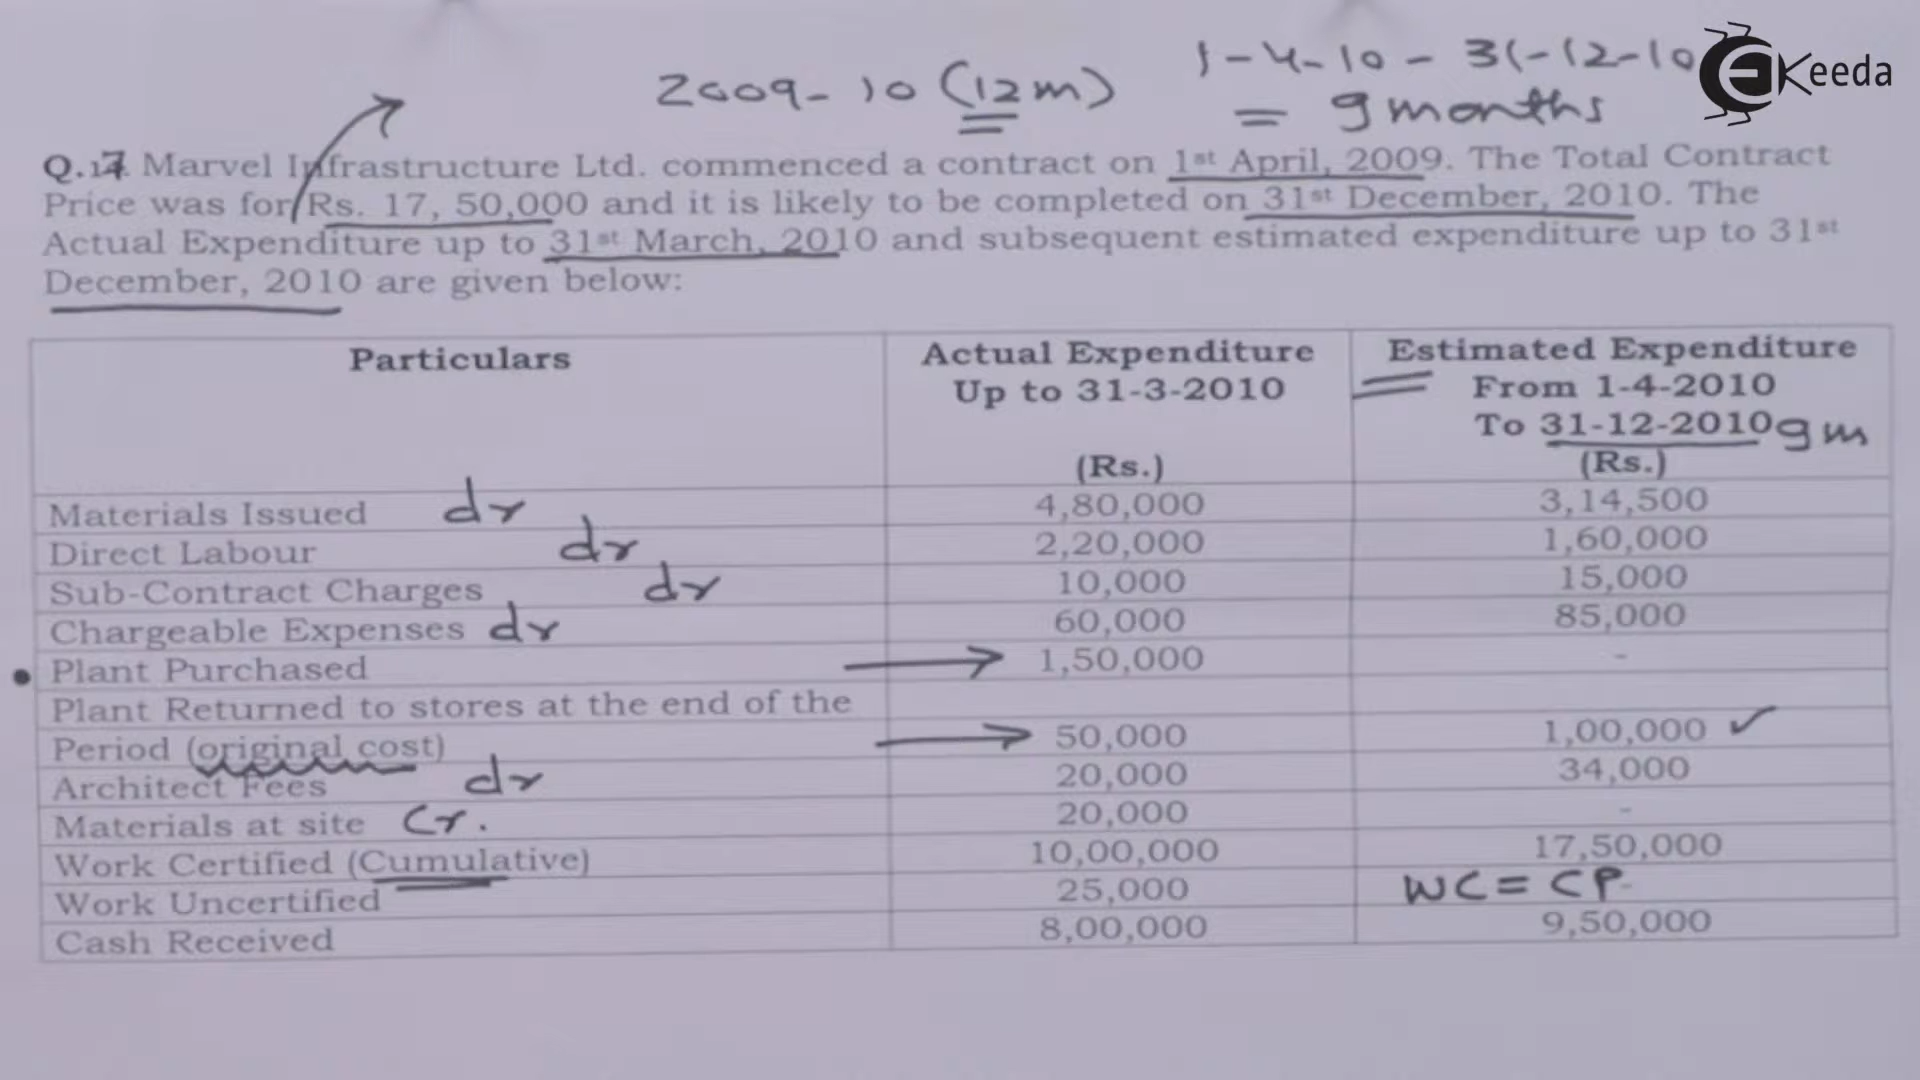 2009-10 (12m)
1-4-10 - 31-12-10
= 9 months
Keeda
Q.17. Marvel Infrastructure Ltd. commenced a contract on 1st April, 2009. The Total Contract
Price was for Rs. 17, 50,000 and it is likely to be completed on 31st December, 2010. The
Actual Expenditure up to 31st March, 2010 and subsequent estimated expenditure up to 31st
December, 2010 are given below:
Particulars Actual Expenditure Estimated Expenditure
Up to 31-3-2010 From 1-4-2010
To 31-12-2010 9m
(Rs.) (Rs.)
Materials Issued dr 4,80,000 3,14,500
Direct Labour dr 2,20,000 1,60,000
Sub-Contract Charges dr 10,000 15,000
Chargeable Expenses dr 60,000 85,000
Plant Purchased 1,50,000 -
Plant Returned to stores at the end of the
Period (original cost) 50,000 1,00,000
Architect Fees dr 20,000 34,000
Materials at site Cr. 20,000 -
Work Certified (Cumulative) 10,00,000 17,50,000
Work Uncertified 25,000 WC = CP -
Cash Received 8,00,000 9,50,000